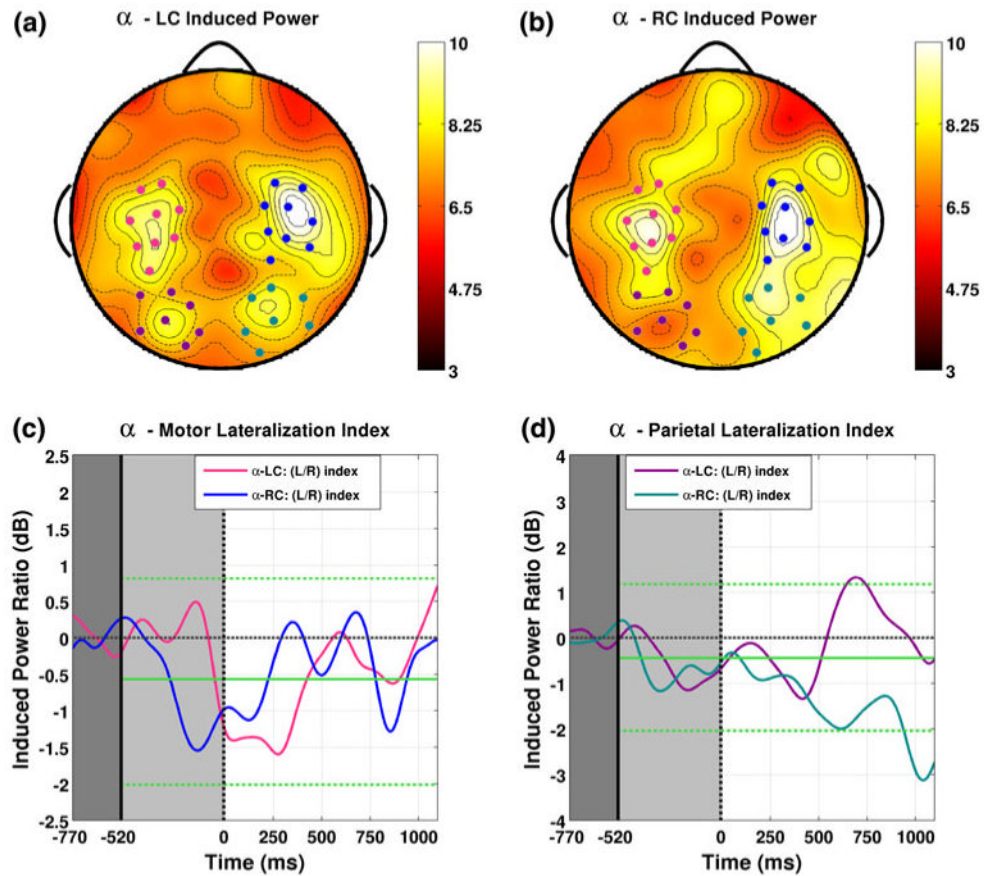 (a) α - LC Induced Power
10
8.25
6.5
4.75
3
(b) α - RC Induced Power
10
8.25
6.5
4.75
3
(c) α - Motor Lateralization Index
α-LC: (L/R) index
α-RC: (L/R) index
Induced Power Ratio (dB)
2.5
2
1.5
1
0.5
0
-0.5
-1
-1.5
-2
-2.5
-770 -520 0 250 500 750 1000
Time (ms)
(d) α - Parietal Lateralization Index
α-LC: (L/R) index
α-RC: (L/R) index
Induced Power Ratio (dB)
4
3
2
1
0
-1
-2
-3
-4
-770 -520 0 250 500 750 1000
Time (ms)